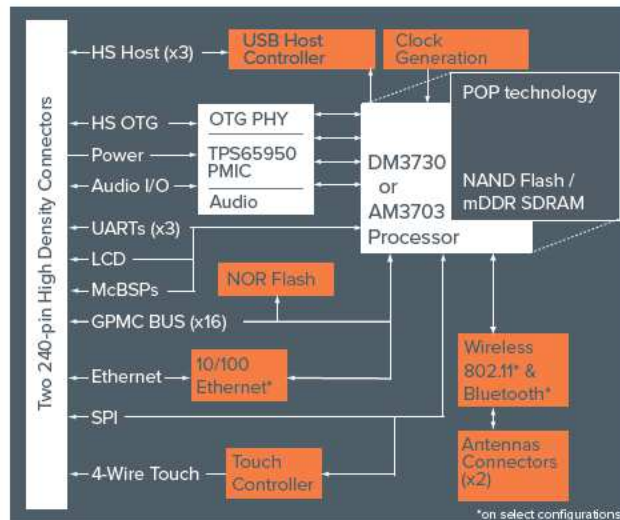 Two 240-pin High Density Connectors
HS Host (x3)
USB Host
Controller
Clock
Generation
POP technology
NAND Flash /
mDDR SDRAM
HS OTG
Power
Audio I/O
OTG PHY
TPS65950
PMIC
Audio
DM3730
or
AM3703
Processor
UARTs (x3)
LCD
McBSPs
GPMC BUS (x16)
NOR Flash
Ethernet
10/100
Ethernet*
Wireless
802.11* &
Bluetooth*
SPI
4-Wire Touch
Touch
Controller
Antennas
Connectors
(x2)
*on select configurations